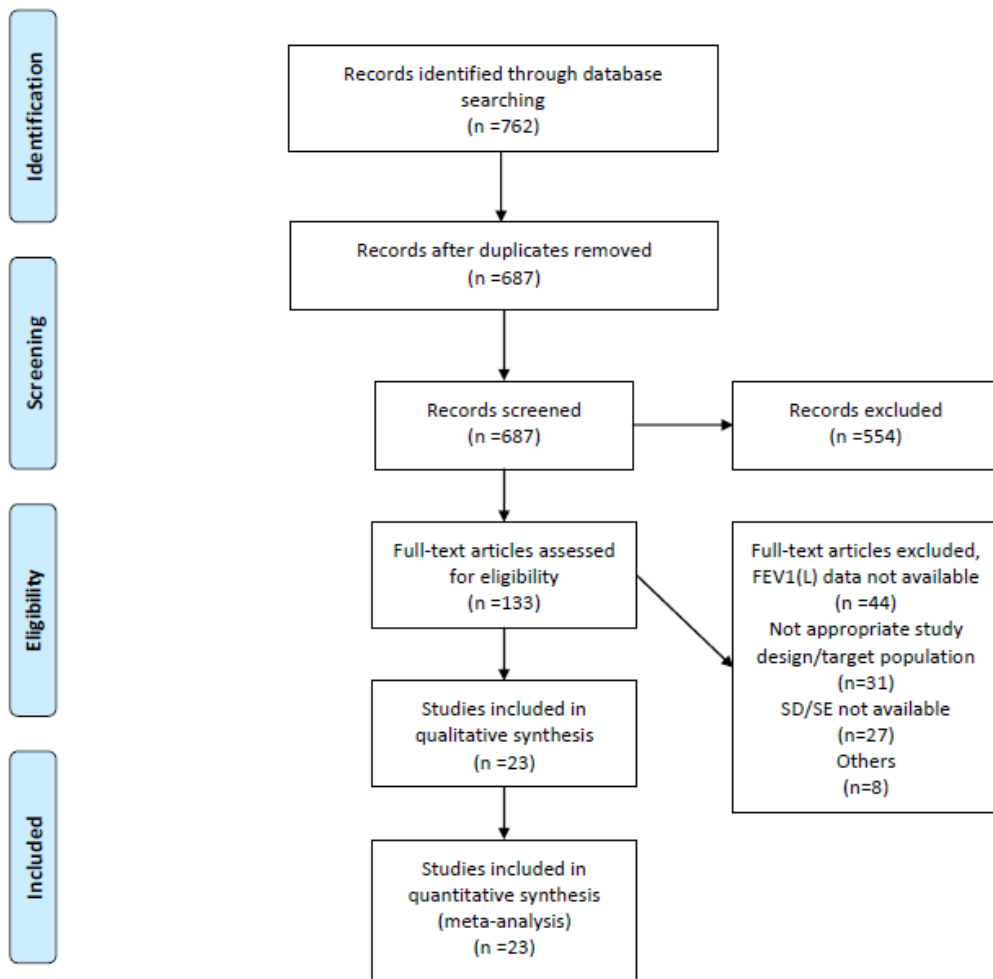 Identification
Records identified through database
searching
(n =762)
Records after duplicates removed
(n =687)
Screening
Records screened
(n =687)
Records excluded
(n =554)
Eligibility
Full-text articles assessed
for eligibility
(n =133)
Full-text articles excluded,
FEV1(L) data not available
(n =44)
Not appropriate study
design/target population
(n=31)
SD/SE not available
(n=27)
Others
(n=8)
Studies included in
qualitative synthesis
(n =23)
Included
Studies included in
quantitative synthesis
(meta-analysis)
(n =23)